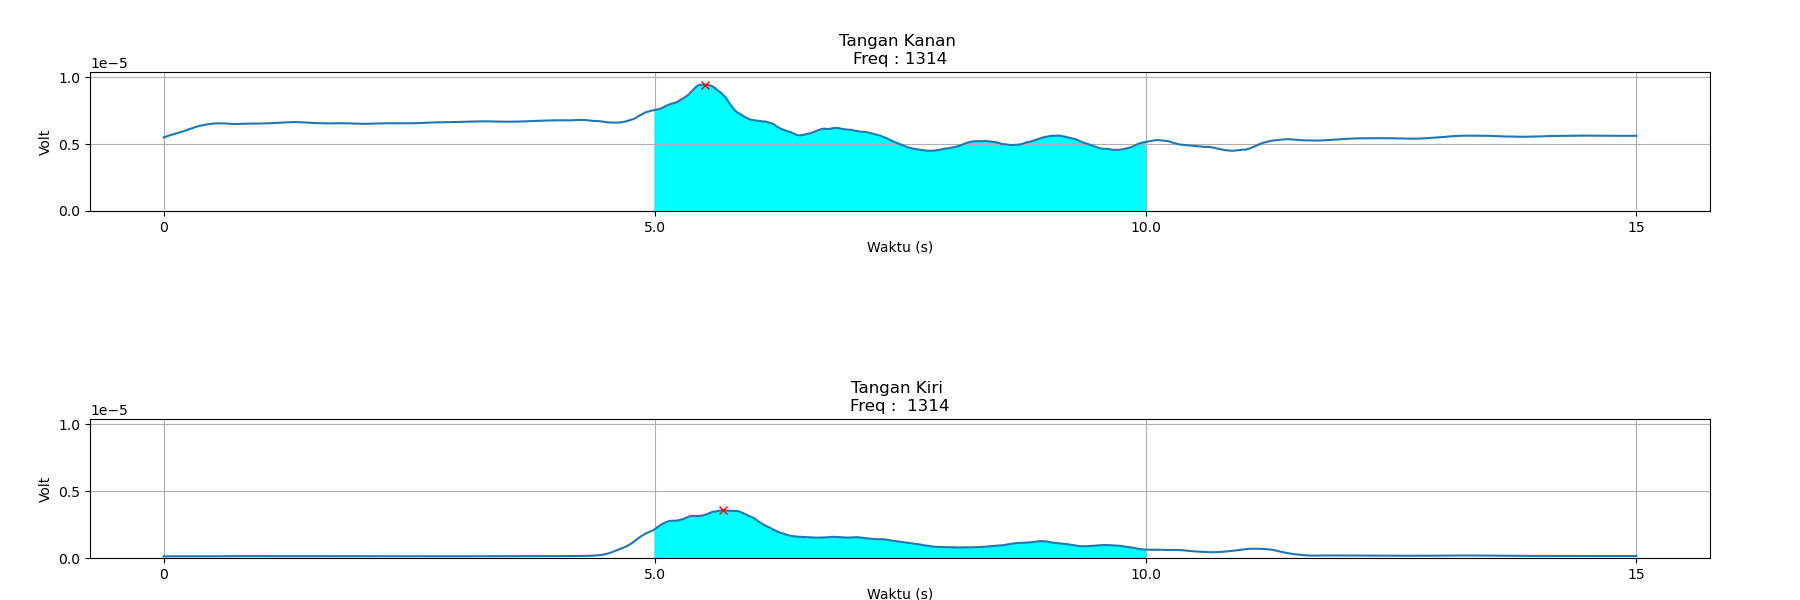 Tangan Kanan
Freq : 1314
1e−5
1.0
0.5
0.0
Volt
0 5.0 10.0 15
Waktu (s)
Tangan Kiri
Freq :  1314
1e−5
1.0
0.5
0.0
Volt
0 5.0 10.0 15
Waktu (s)